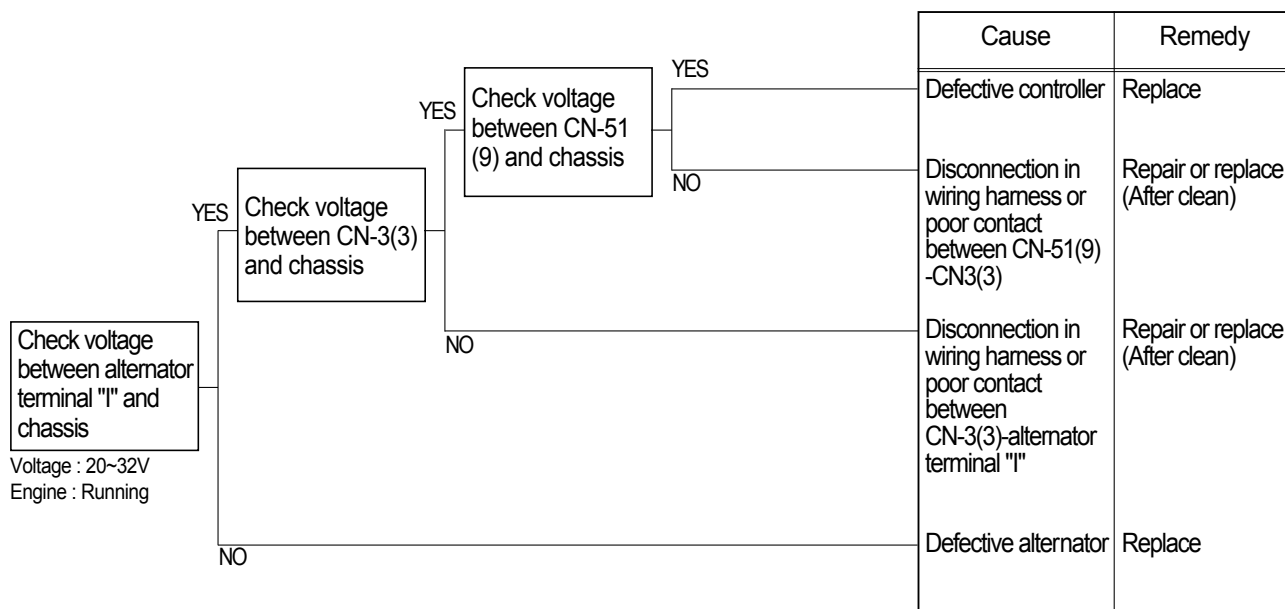 Cause
Remedy
YES
Defective controller
Replace
YES
Check voltage
between CN-51
(9) and chassis
NO
Disconnection in
wiring harness or
poor contact
between CN-51(9)
-CN3(3)
Repair or replace
(After clean)
YES
Check voltage
between CN-3(3)
and chassis
NO
Disconnection in
wiring harness or
poor contact
between
CN-3(3)-alternator
terminal "I"
Repair or replace
(After clean)
Check voltage
between alternator
terminal "I" and
chassis
Voltage : 20~32V
Engine : Running
NO
Defective alternator
Replace